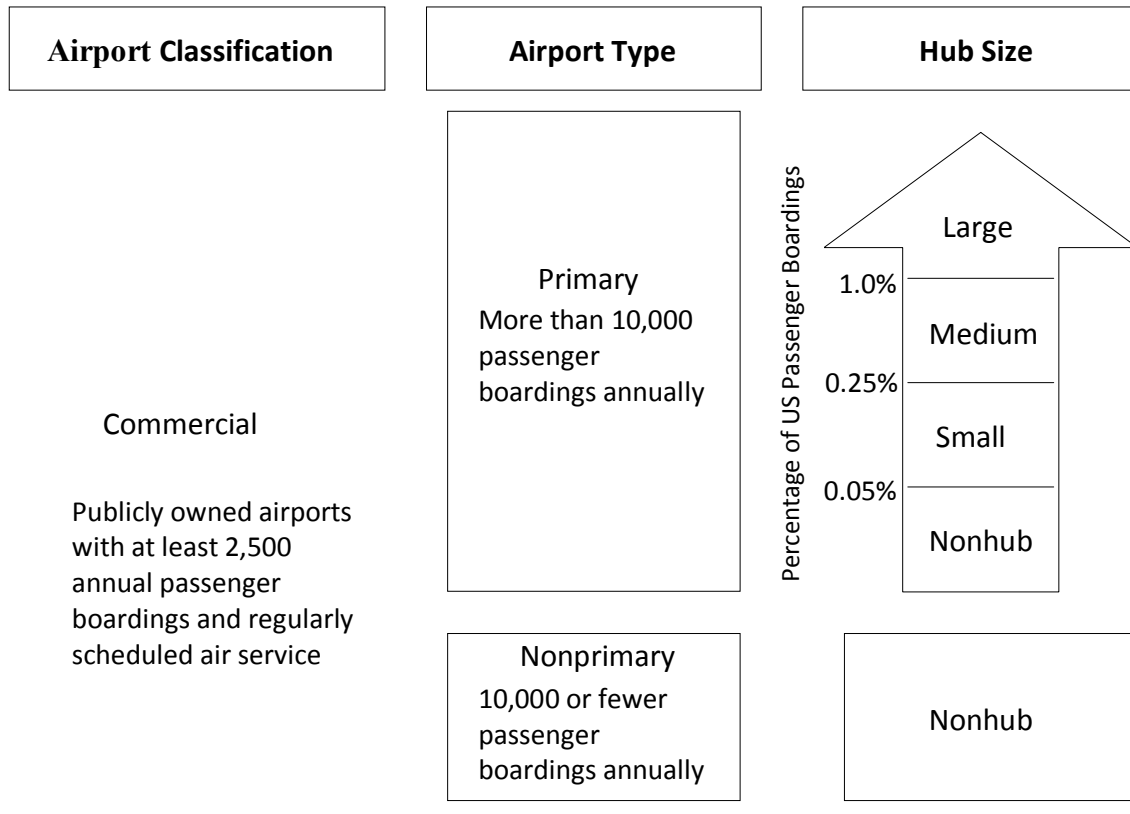 Airport Classification
Airport Type
Hub Size
Commercial
Publicly owned airports
with at least 2,500
annual passenger
boardings and regularly
scheduled air service
Primary
More than 10,000
passenger
boardings annually
Nonprimary
10,000 or fewer
passenger
boardings annually
Percentage of US Passenger Boardings
Large
1.0%
Medium
0.25%
Small
0.05%
Nonhub
Nonhub